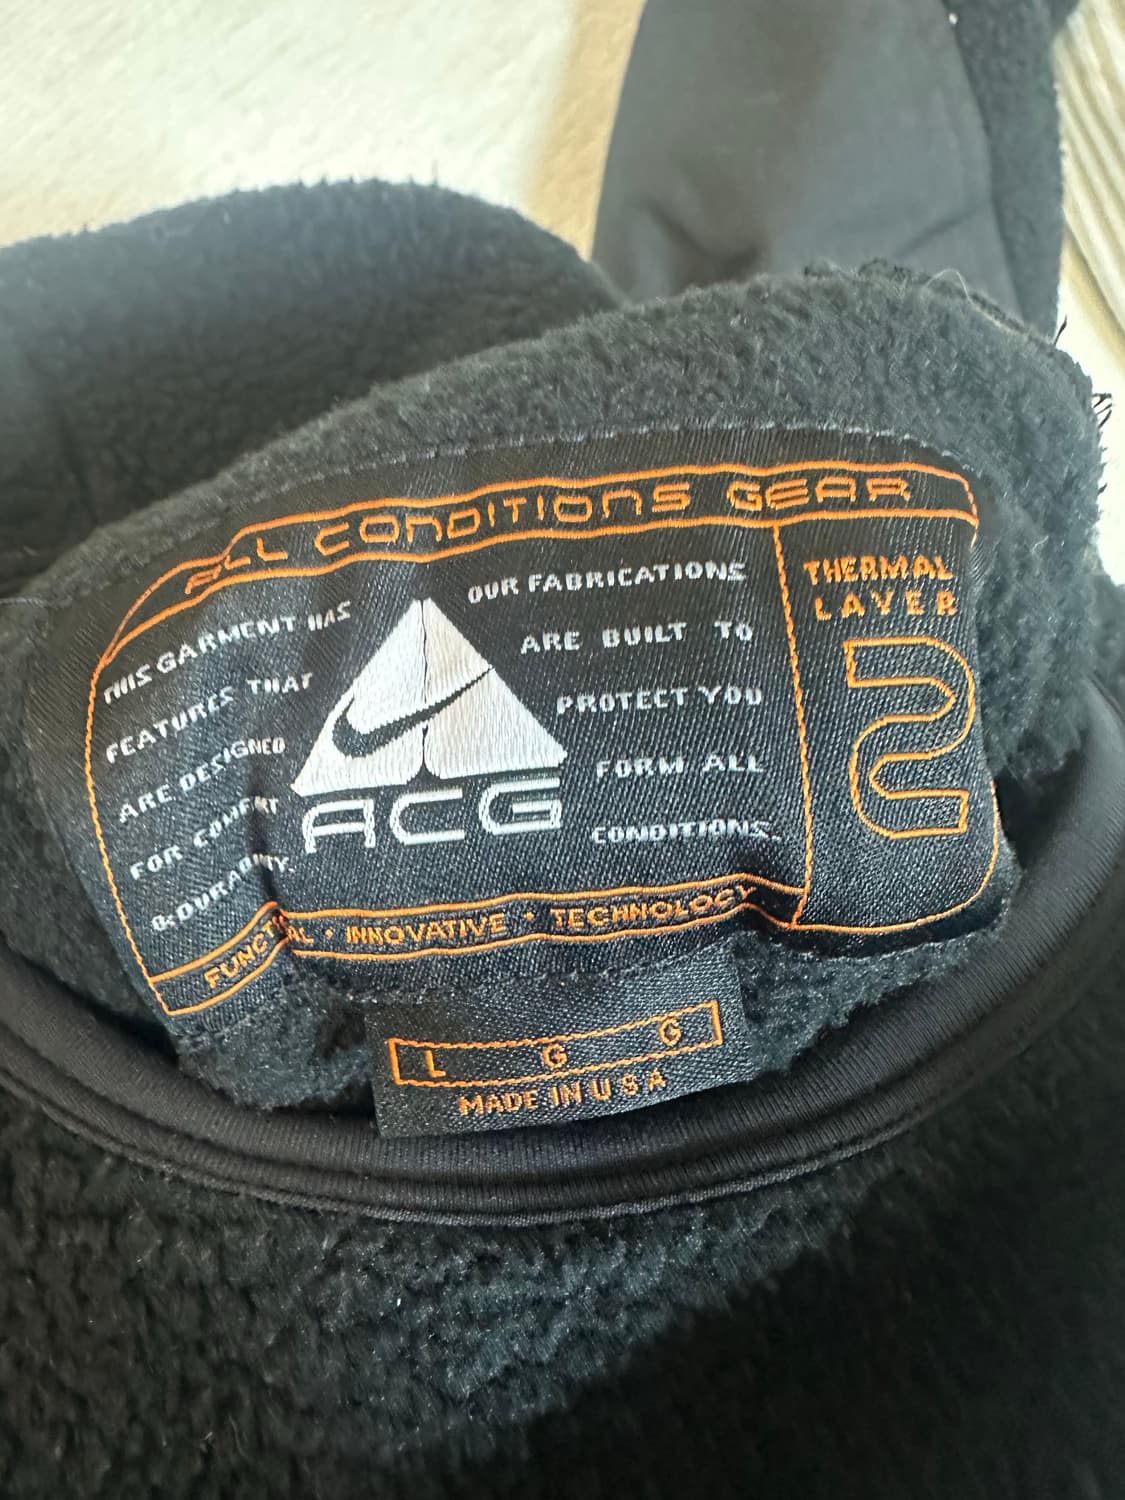 ALL CONDITIONS GEAR
THIS GARMENT HAS
FEATURES THAT
ARE DESIGNED
FOR COMFORT
& DURABILITY.
ACG
OUR FABRICATIONS
ARE BUILT TO
PROTECT YOU
FORM ALL
CONDITIONS.
THERMAL
LAYER
2
FUNCTIONAL • INNOVATIVE • TECHNOLOGY
L G G
MADE IN USA